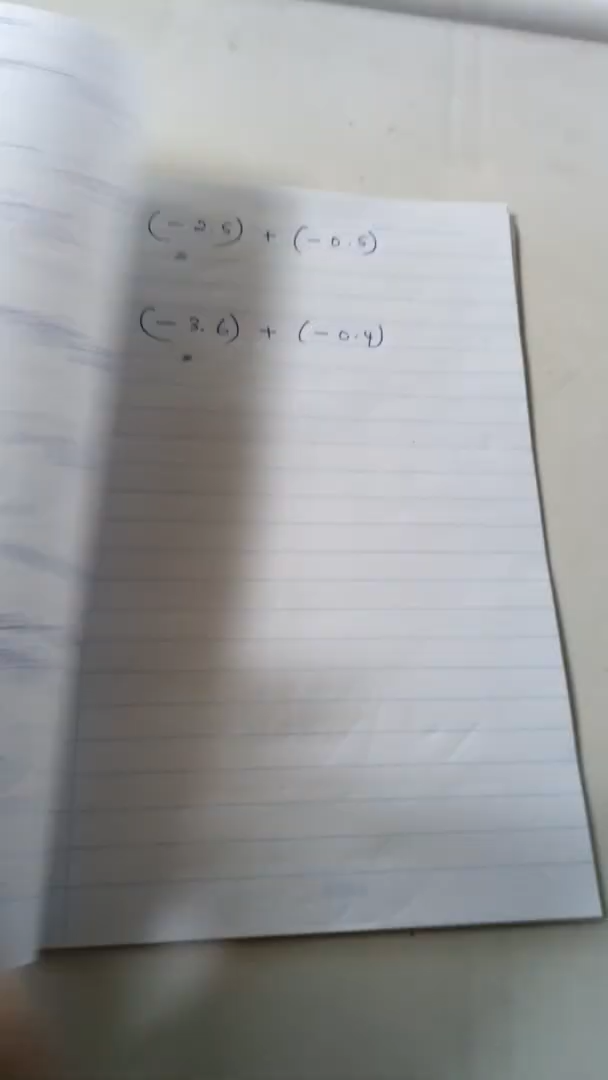 (- 2 5) + (- 0.5)
(- 3.6) + (- 0.4)